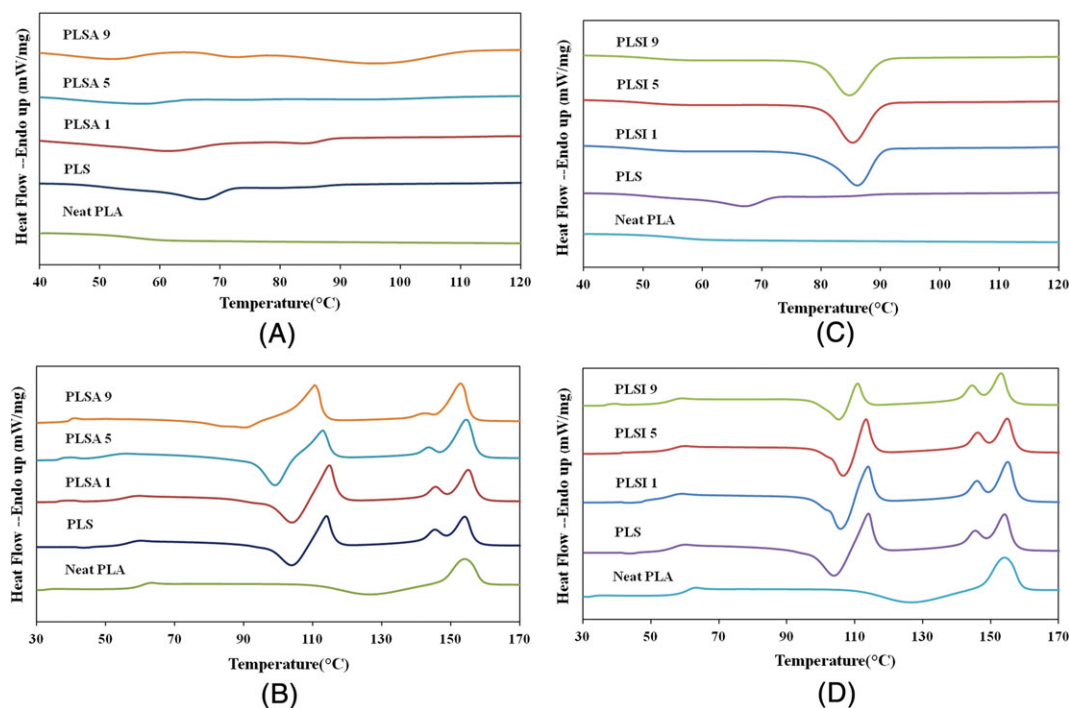 Heat Flow --Endo up (mW/mg)
PLSA 9
PLSA 5
PLSA 1
PLS
Neat PLA
40 50 60 70 80 90 100 110 120
Temperature(°C)
(A)
Heat Flow --Endo up (mW/mg)
PLSI 9
PLSI 5
PLSI 1
PLS
Neat PLA
40 50 60 70 80 90 100 110 120
Temperature(°C)
(C)
Heat Flow --Endo up (mW/mg)
PLSA 9
PLSA 5
PLSA 1
PLS
Neat PLA
30 50 70 90 110 130 150 170
Temperature(°C)
(B)
Heat Flow --Endo up (mW/mg)
PLSI 9
PLSI 5
PLSI 1
PLS
Neat PLA
30 50 70 90 110 130 150 170
Temperature(°C)
(D)